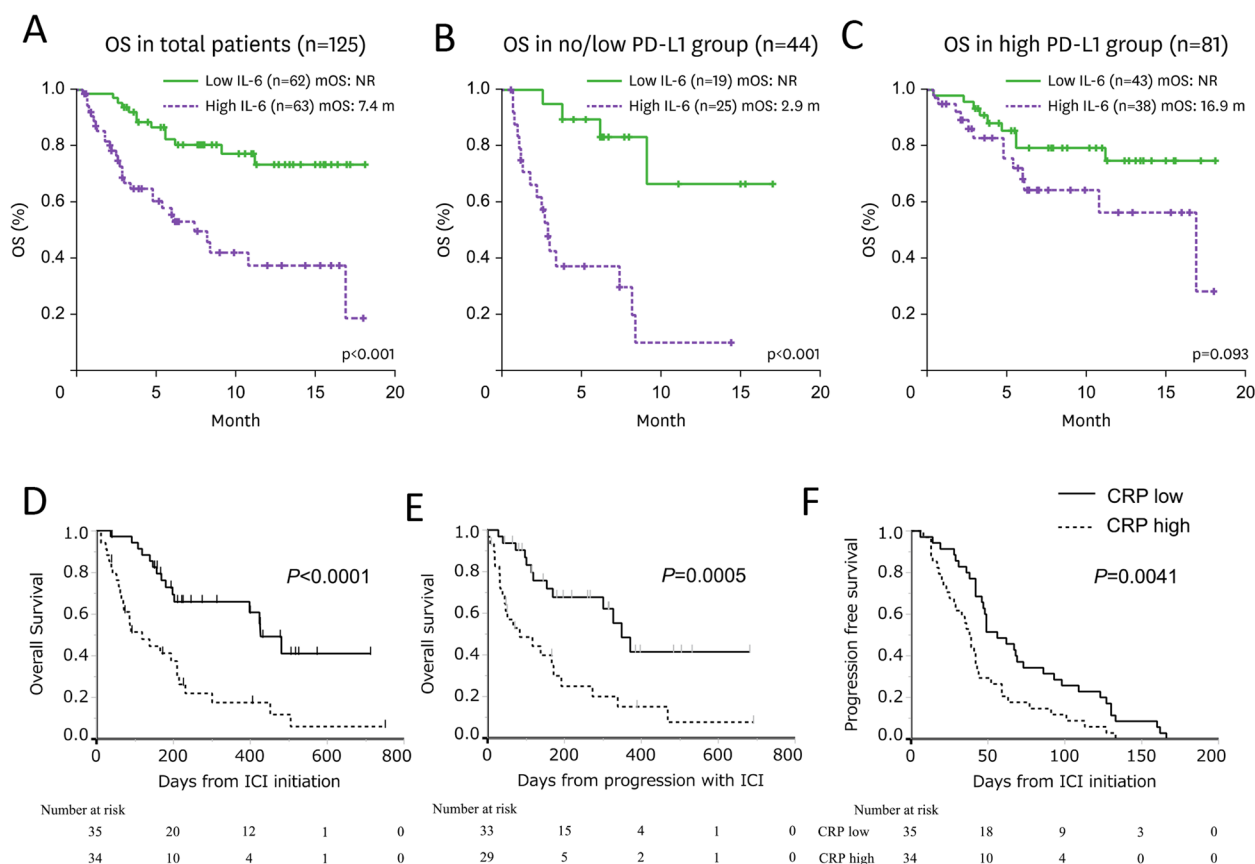 A
OS in total patients (n=125)
Low IL-6 (n=62) mOS: NR
High IL-6 (n=63) mOS: 7.4 m
1.0
0.8
0.6
0.4
0.2
OS (%)
p<0.001
0 5 10 15 20
Month
B
OS in no/low PD-L1 group (n=44)
Low IL-6 (n=19) mOS: NR
High IL-6 (n=25) mOS: 2.9 m
1.0
0.8
0.6
0.4
0.2
OS (%)
p<0.001
0 5 10 15 20
Month
C
OS in high PD-L1 group (n=81)
Low IL-6 (n=43) mOS: NR
High IL-6 (n=38) mOS: 16.9 m
1.0
0.8
0.6
0.4
0.2
OS (%)
p=0.093
0 5 10 15 20
Month
D
1.0
0.8
0.6
0.4
0.2
0.0
Overall Survival
P<0.0001
0 200 400 600 800
Days from ICI initiation
Number at risk
35 20 12 1 0
34 10 4 1 0
E
1.0
0.8
0.6
0.4
0.2
0.0
Overall survival
P=0.0005
0 200 400 600 800
Days from progression with ICI
Number at risk
33 15 4 1 0
29 5 2 1 0
F
CRP low
CRP high
1.0
0.8
0.6
0.4
0.2
0.0
Progression free survival
P=0.0041
0 50 100 150 200
Days from ICI initiation
Number at risk
CRP low 35 18 9 3 0
CRP high 34 10 4 0 0